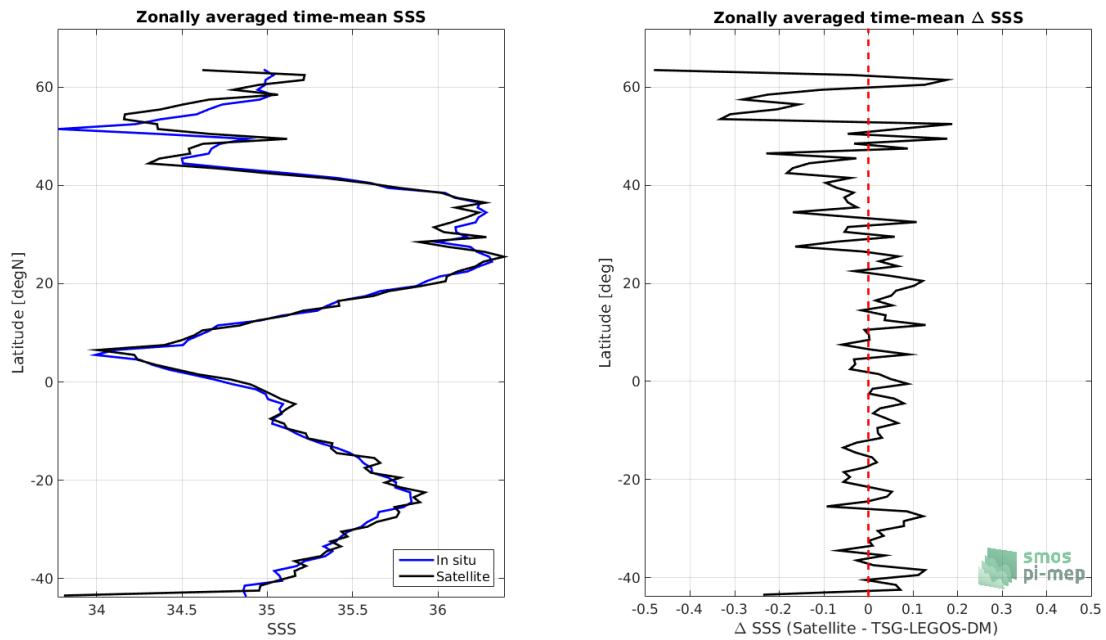 Zonally averaged time-mean SSS
60
40
20
0
-20
-40
34
34.5
35
35.5
36
Latitude [degN]
SSS
In situ
Satellite
Zonally averaged time-mean Δ SSS
60
40
20
0
-20
-40
-0.5
-0.4
-0.3
-0.2
-0.1
0
0.1
0.2
0.3
0.4
0.5
Latitude [deg]
Δ SSS (Satellite - TSG-LEGOS-DM)
smos
pi-mep